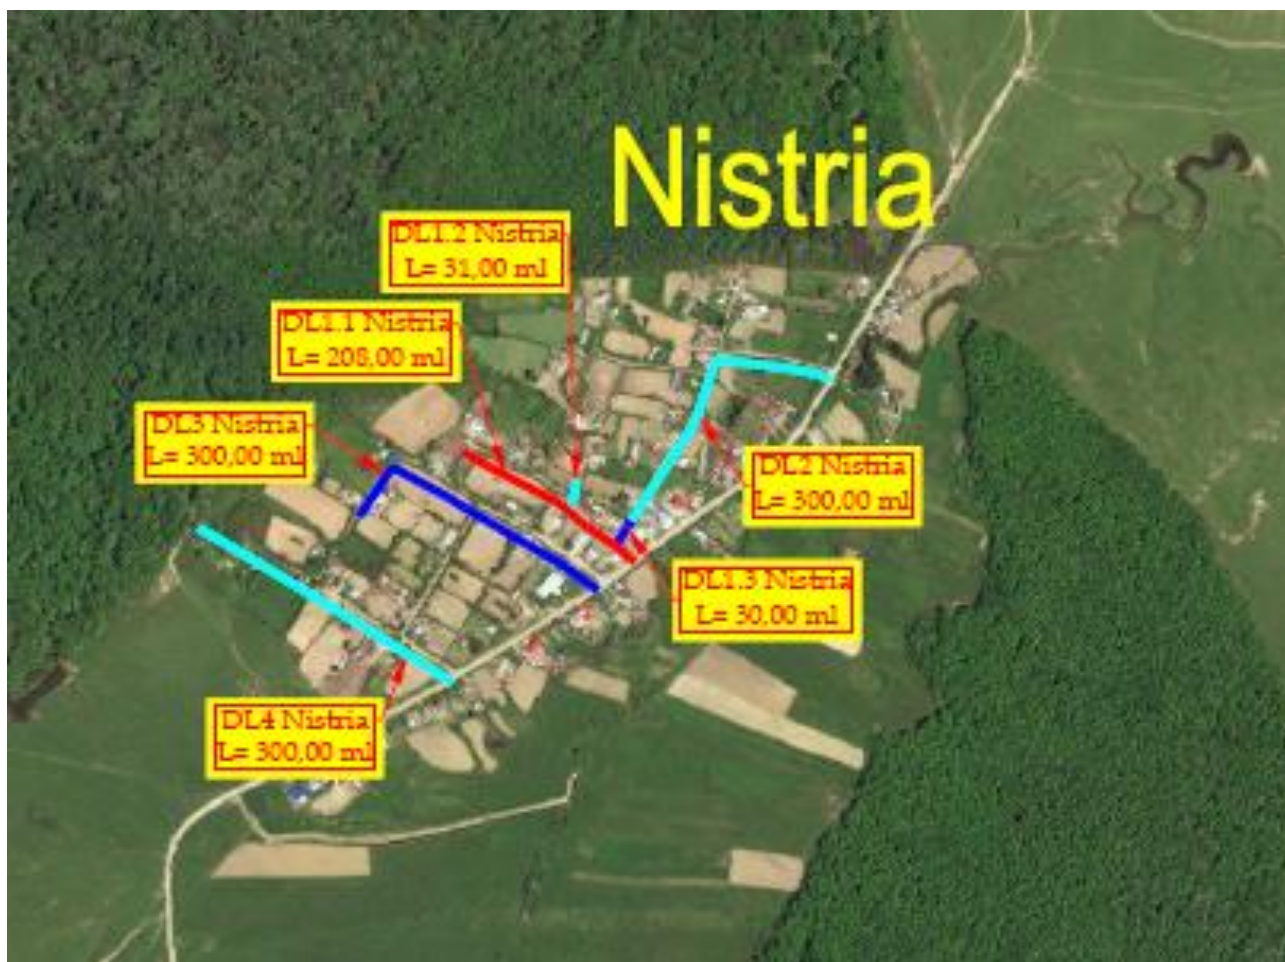 Nistria
DL1.2 Nistria
L= 31,00 ml
DL1.1 Nistria
L= 208,00 ml
DL3 Nistria
L= 300,00 ml
DL2 Nistria
L= 300,00 ml
DL1.3 Nistria
L= 30,00 ml
DL4 Nistria
L= 300,00 ml